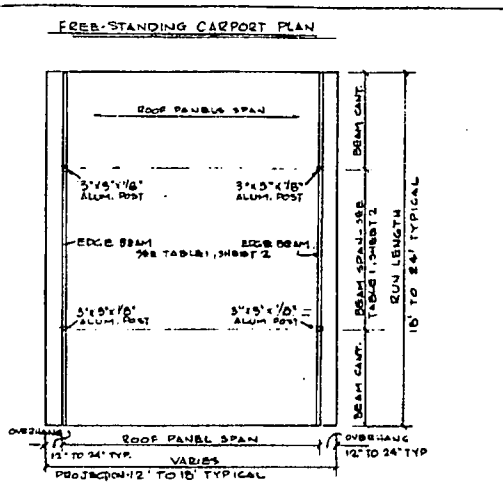 FREE-STANDING CARPORT PLAN
ROOF PANELS SPAN
BEAM CANT.
3"x3"x1/8"
ALUM. POST
3"x3"x1/8"
ALUM. POST
EDGE BEAM
EDGE BEAM
SEE TABLE 1, SHEET 2
BEAM SPAN - SEE
TABLE 1, SHEET 2
RUN LENGTH
18' TO 24' TYPICAL
3"x3"x1/8"
ALUM. POST
3"x3"x1/8"
ALUM. POST
BEAM CANT.
OVERHANG
12" TO 24" TYP.
ROOF PANEL SPAN
VARIES
OVERHANG
12" TO 24" TYP
PROJECTION-12' TO 18' TYPICAL